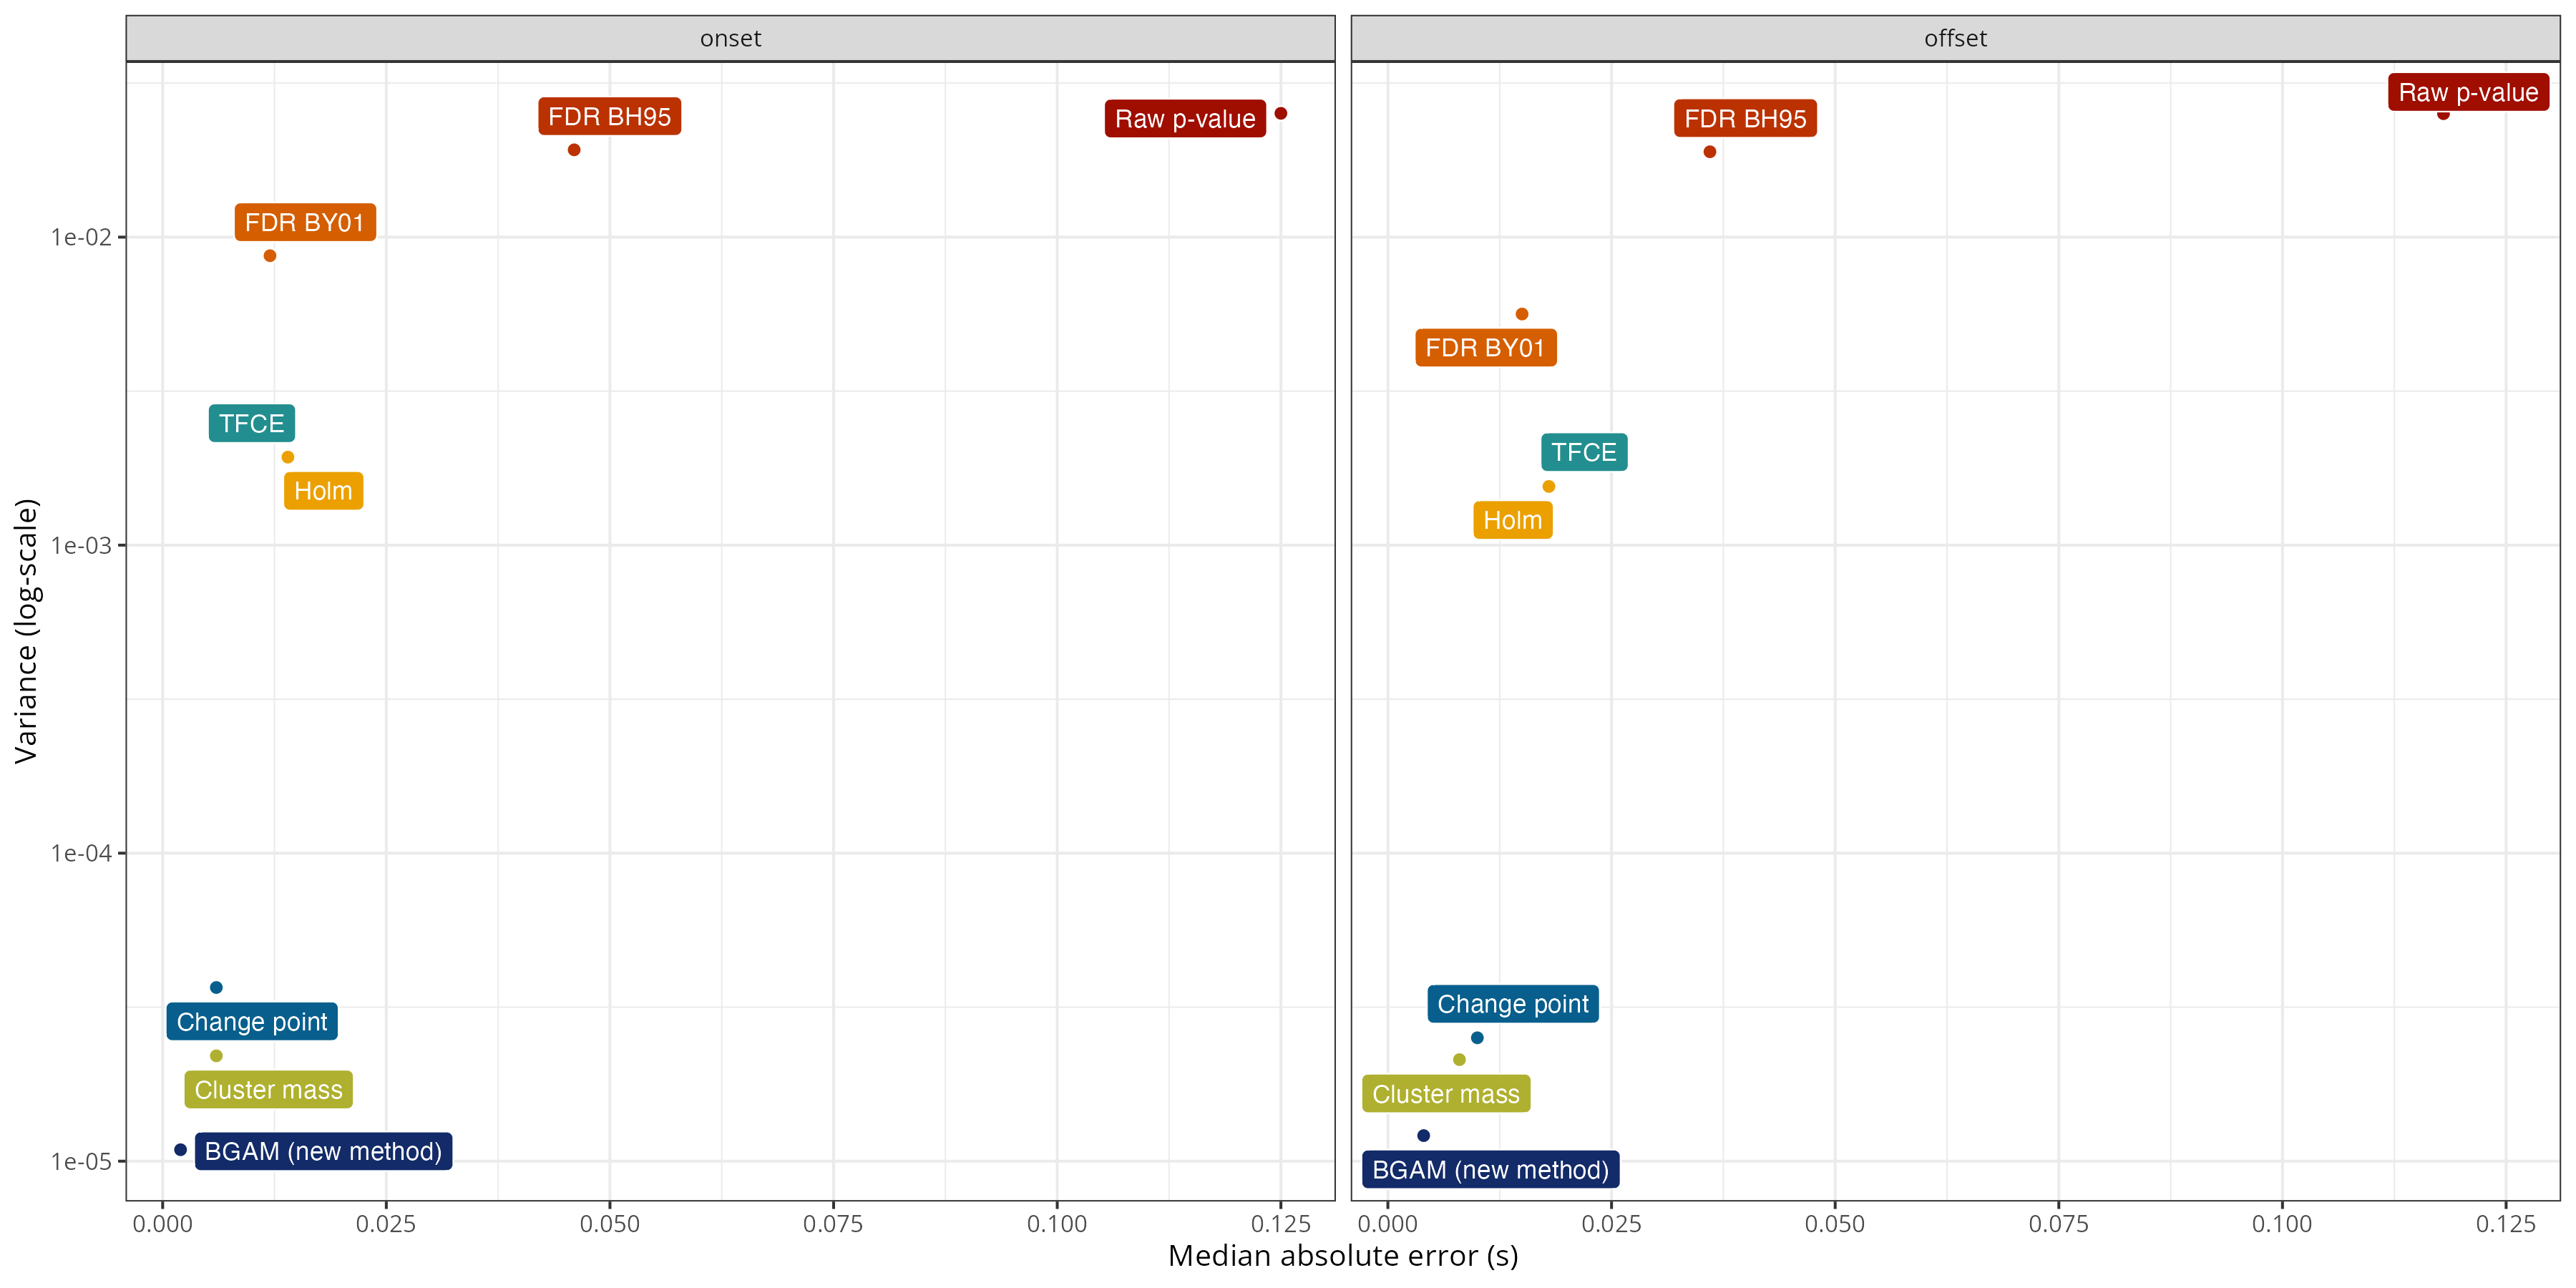 onset
offset
FDR BH95
Raw p-value
FDR BH95
Raw p-value
FDR BY01
1e-02
FDR BY01
TFCE
TFCE
Holm
Holm
1e-03
Variance (log-scale)
1e-04
Change point
Change point
Cluster mass
Cluster mass
BGAM (new method)
BGAM (new method)
1e-05
0.000 0.025 0.050 0.075 0.100 0.125
0.000 0.025 0.050 0.075 0.100 0.125
Median absolute error (s)